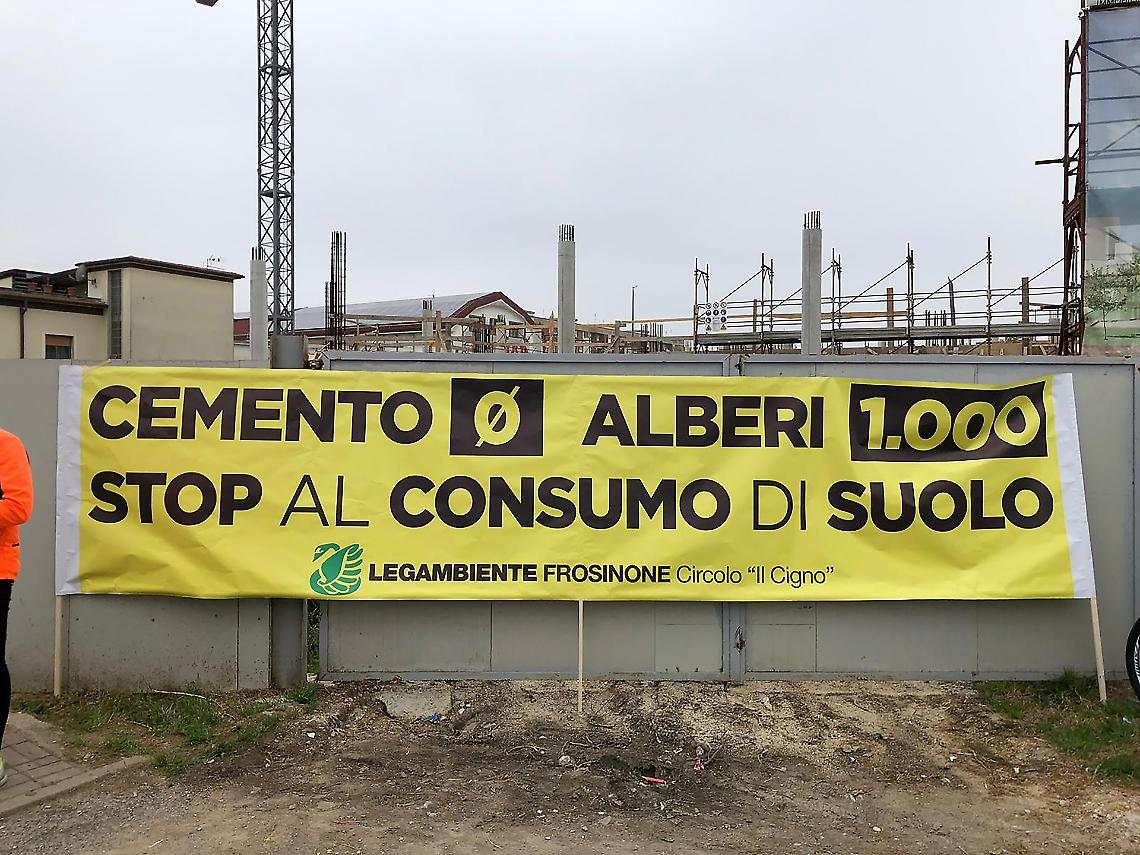 CEMENTO Ø ALBERI 1.000
STOP AL CONSUMO DI SUOLO
LEGAMBIENTE FROSINONE Circolo "Il Cigno"